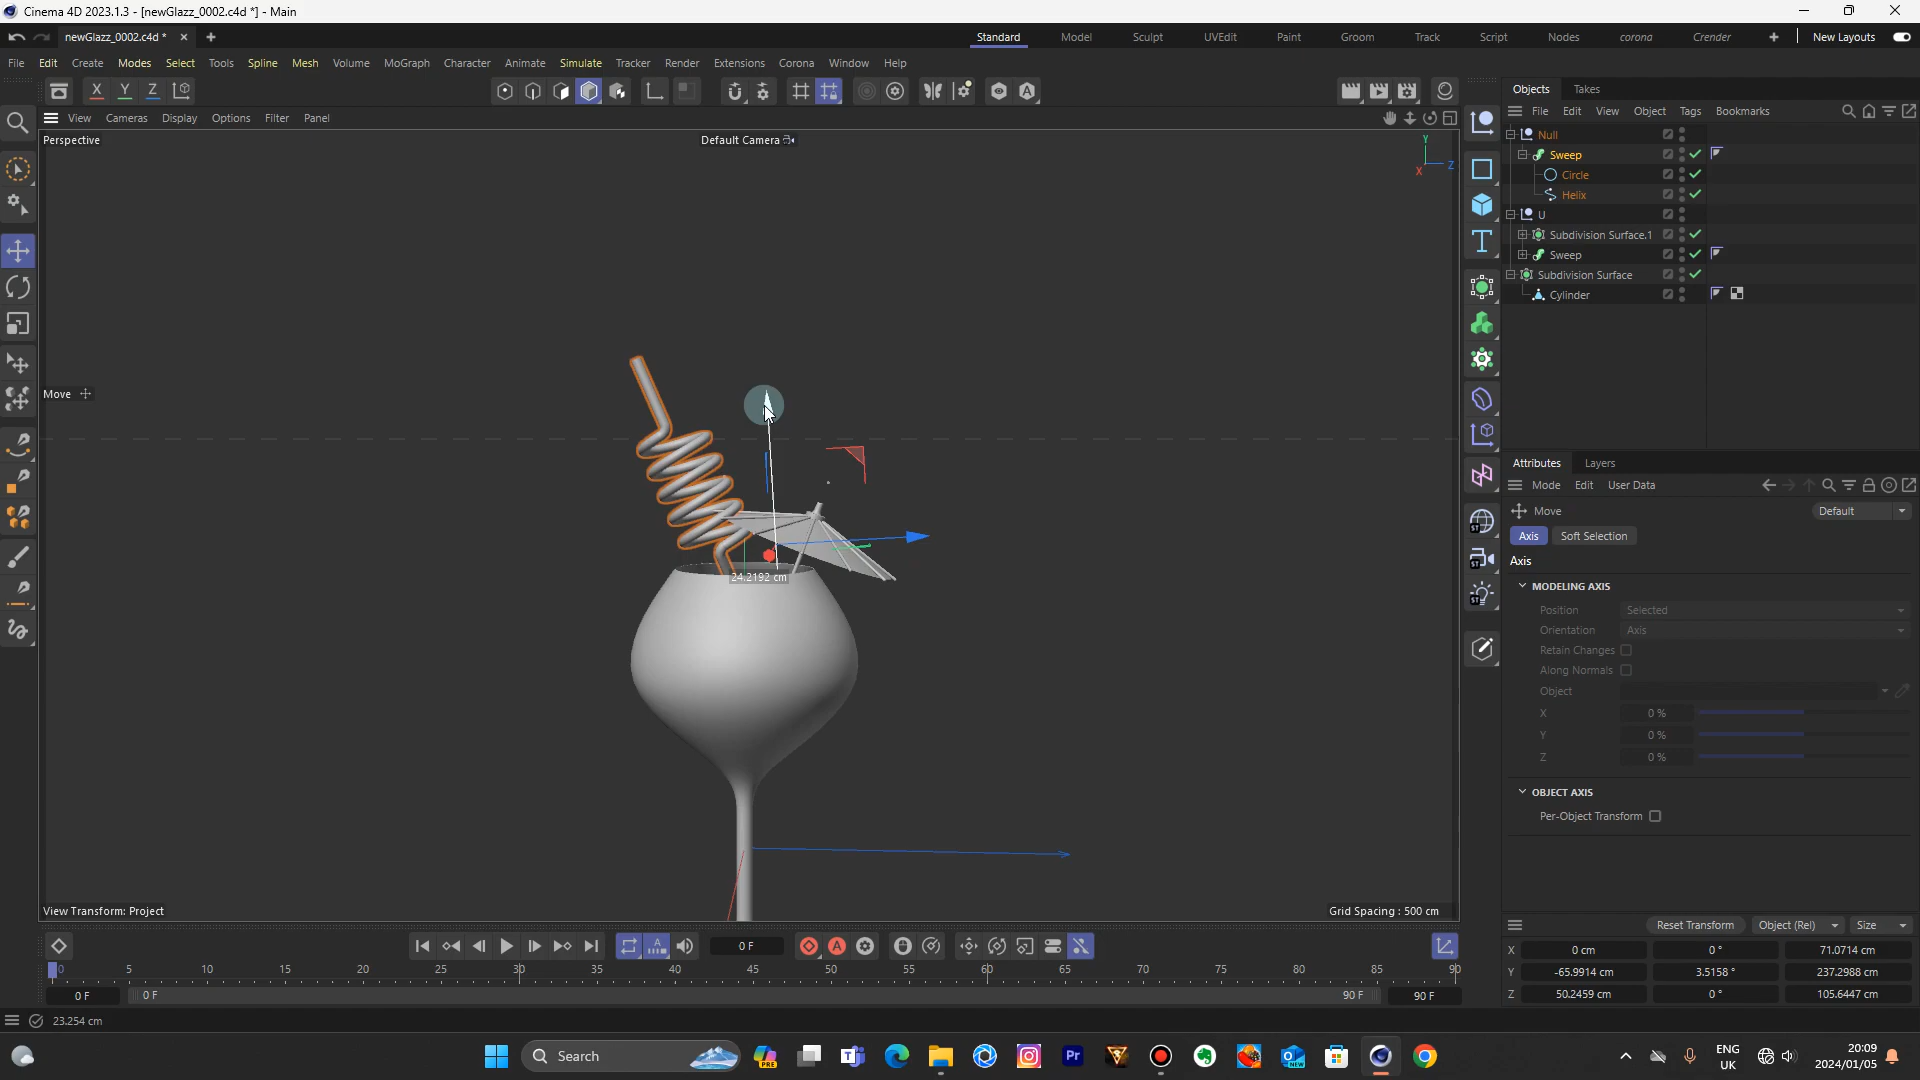 Cinema 4D 2023.1.3 - [newGlazz_0002.c4d *] - Main
newGlazz_0002.c4d *
Standard Model Sculpt UVEdit Paint Groom Track Script Nodes corona Crender New Layouts
File Edit Create Modes Select Tools Spline Mesh Volume MoGraph Character Animate Simulate Tracker Render Extensions Corona Window Help
X Y Z
Objects Takes
View Cameras Display Options Filter Panel
File Edit View Object Tags Bookmarks
Perspective
Default Camera
Y
X
Z
Null
Sweep
Circle
Helix
U
Subdivision Surface.1
Sweep
Subdivision Surface
Cylinder
Move
24.2192 cm
Attributes Layers
Mode Edit User Data
Move
Default
Axis Soft Selection
Axis
MODELING AXIS
Position Selected
Orientation Axis
Retain Changes
Along Normals
Object
X 0 %
Y 0 %
Z 0 %
OBJECT AXIS
Per-Object Transform
View Transform: Project
Grid Spacing : 500 cm
Reset Transform Object (Rel) Size
0 F
X 0 cm 0 ° 71.0714 cm
Y -65.9914 cm 3.5158 ° 237.2988 cm
Z 50.2459 cm 0 ° 105.6447 cm
0 5 10 15 20 25 30 35 40 45 50 55 60 65 70 75 80 85 90
0 F 0 F 90 F 90 F
23.254 cm
Search
PRE
Pr
NEW
ENG
UK
20:09
2024/01/05